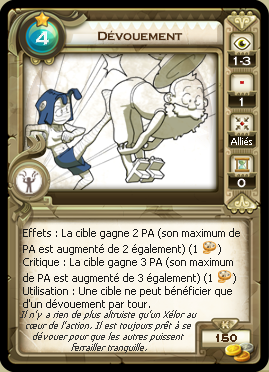 Dévouement
4
1-3
1
Alliés
0
Effets : La cible gagne 2 PA (son maximum de
PA est augmenté de 2 également) (1 )
Critique : La cible gagne 3 PA (son maximum
de PA est augmenté de 3 également) (1 )
Utilisation : Une cible ne peut bénéficier que
d'un dévouement par tour.
Il n'y a rien de plus altruiste qu'un Xélor au
cœur de l'action. Il est toujours prêt à se
dévouer pour que les autres puissent
ferrailler tranquille.
K
150